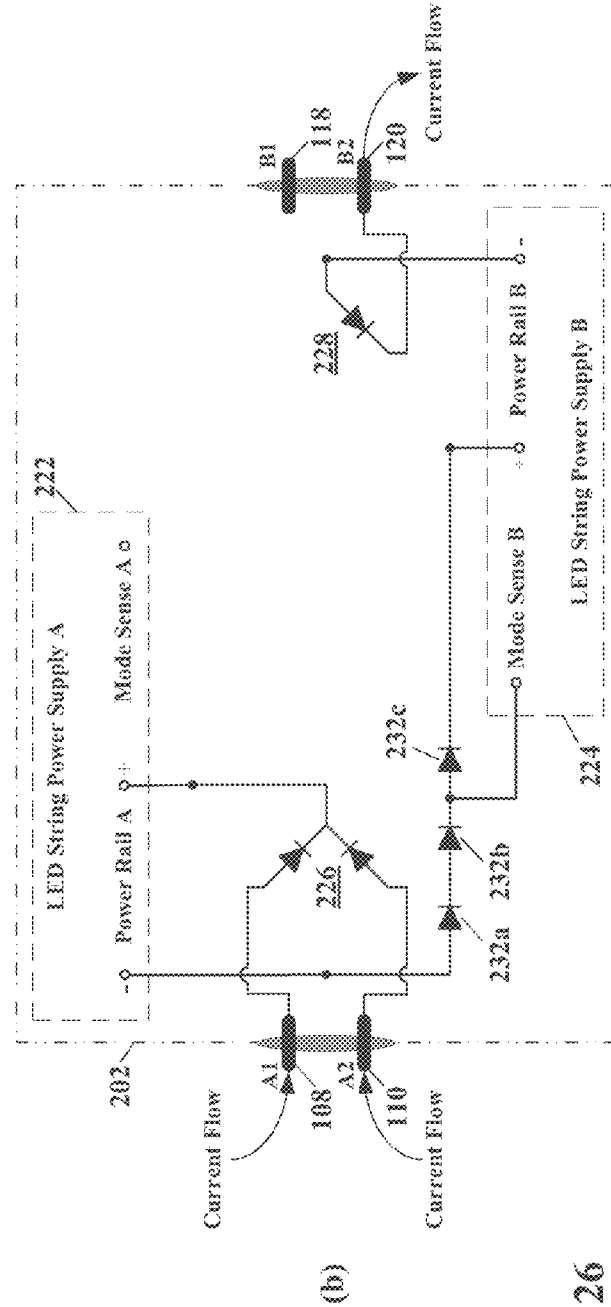 222
LED String Power Supply A
Power Rail A
Mode Sense A
-
+
202
Current Flow
A1
108
A2
110
Current Flow
226
228
B1
118
B2
120
Current Flow
232a
232b
232c
+
-
Mode Sense B
Power Rail B
LED String Power Supply B
224
(b)
26